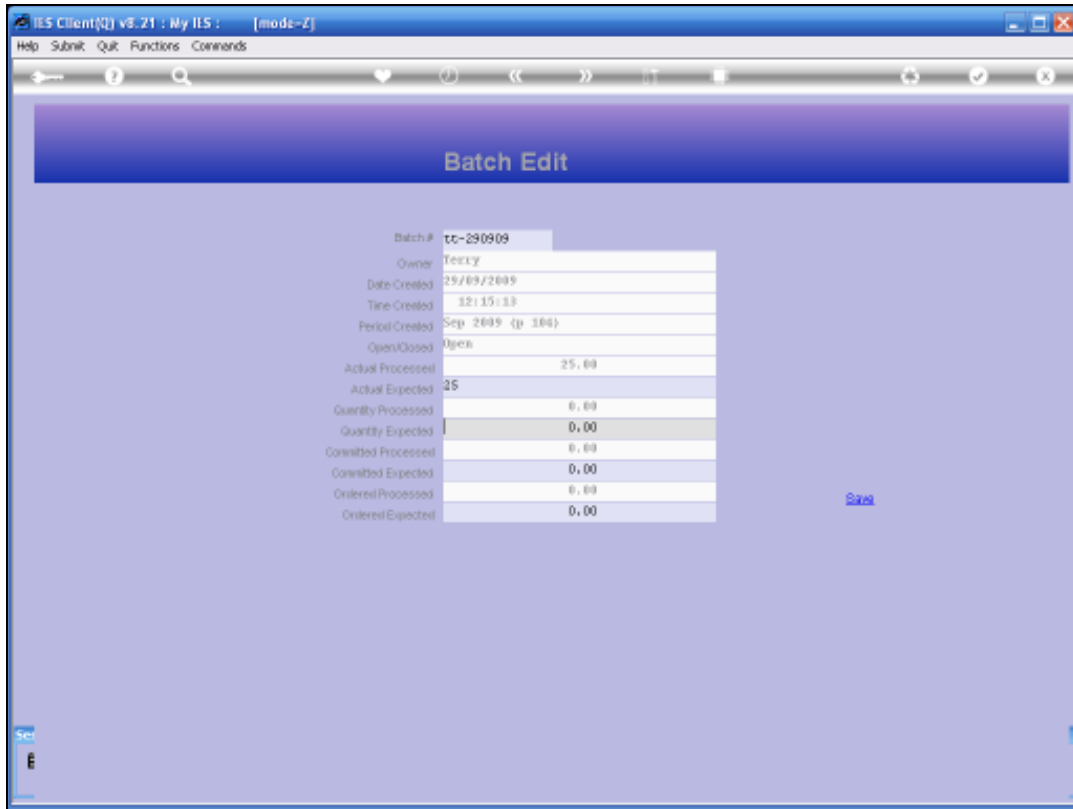 IES Client(Q) v8.21 : My IES : [mode-Z]
Help Submit Quit Functions Commands
Batch Edit
Batch # tt-290909
Owner Terry
Date Created 29/09/2009
Time Created 12:15:13
Period Created Sep 2009 (p 104)
Open/Closed Open
Actual Processed 25.00
Actual Expected 25
Quantity Processed 0.00
Quantity Expected 0.00
Committed Processed 0.00
Committed Expected 0.00
Ordered Processed 0.00
Save
Ordered Expected 0.00